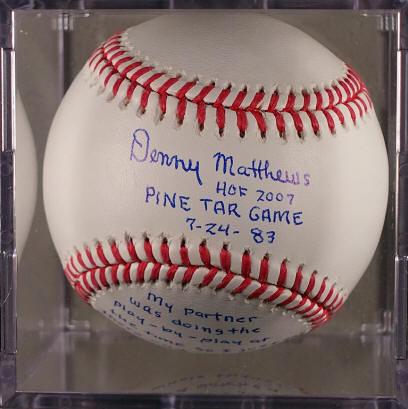 Denny Matthews
HOF 2007
PINE TAR GAME
7-24-83
My partner
was doing the
play-by-play at